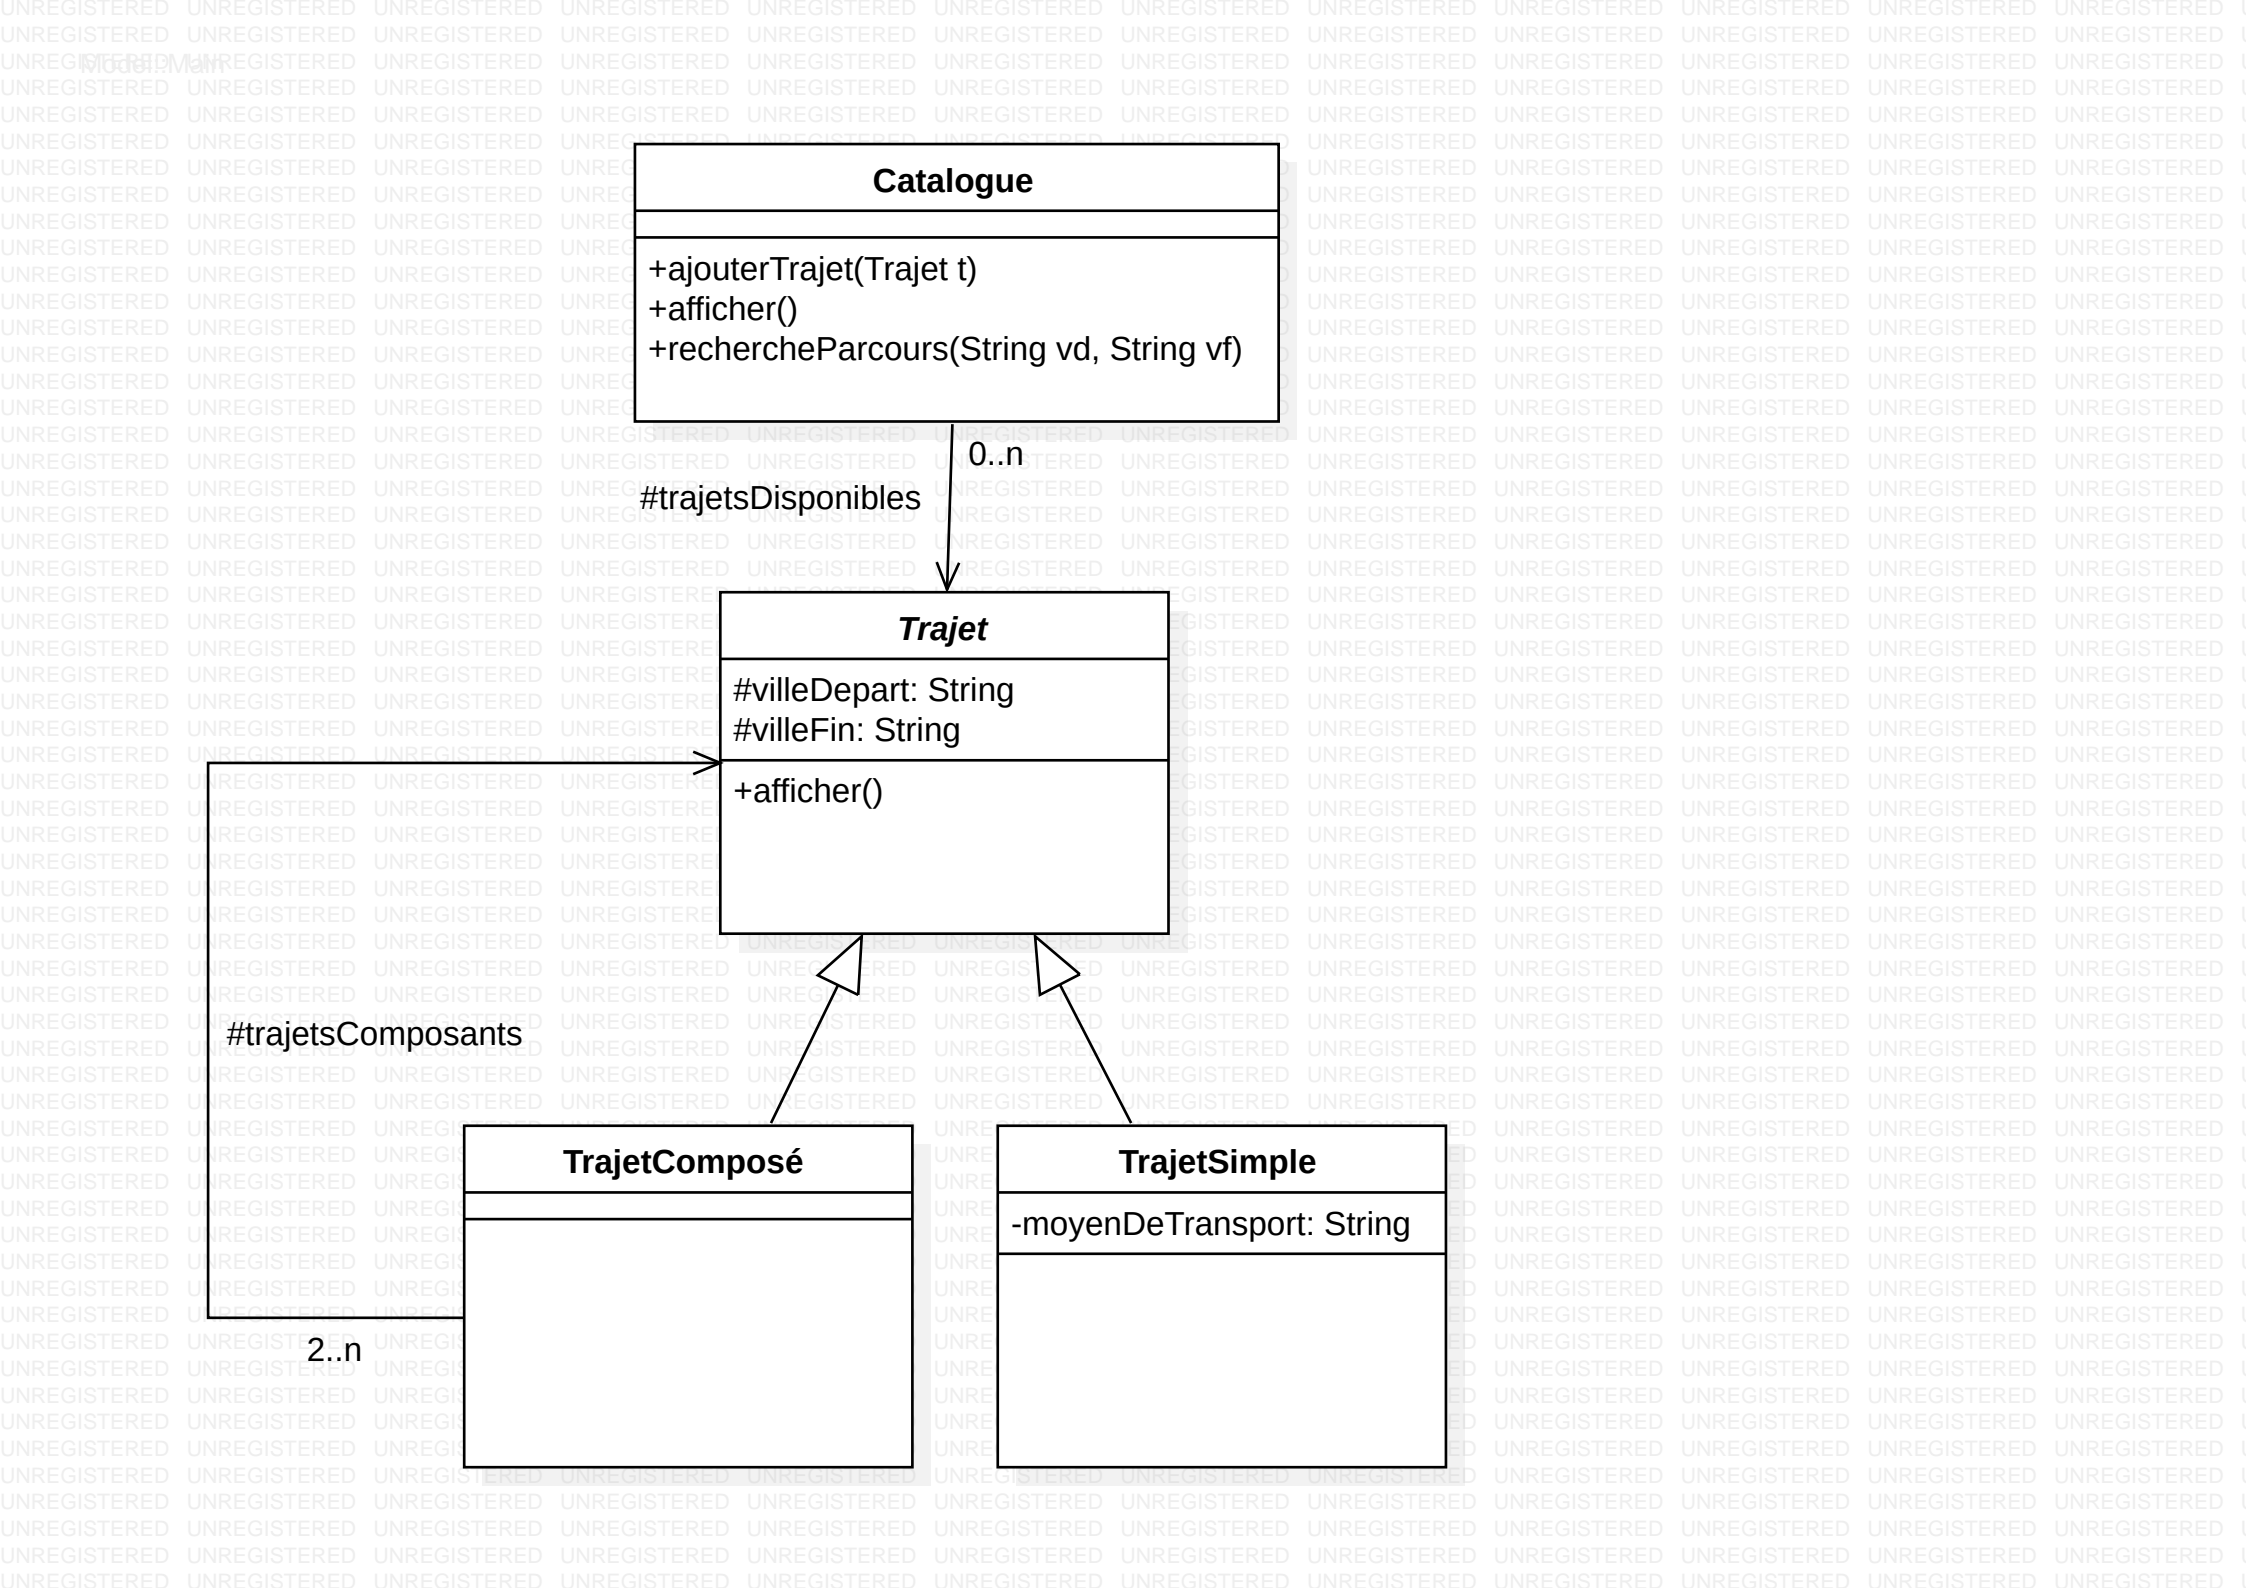 Model::Main
Catalogue
+ajouterTrajet(Trajet t)
+afficher()
+rechercheParcours(String vd, String vf)
0..n
#trajetsDisponibles
Trajet
#villeDepart: String
#villeFin: String
+afficher()
#trajetsComposants
TrajetComposé
TrajetSimple
-moyenDeTransport: String
2..n
UNREGISTERED